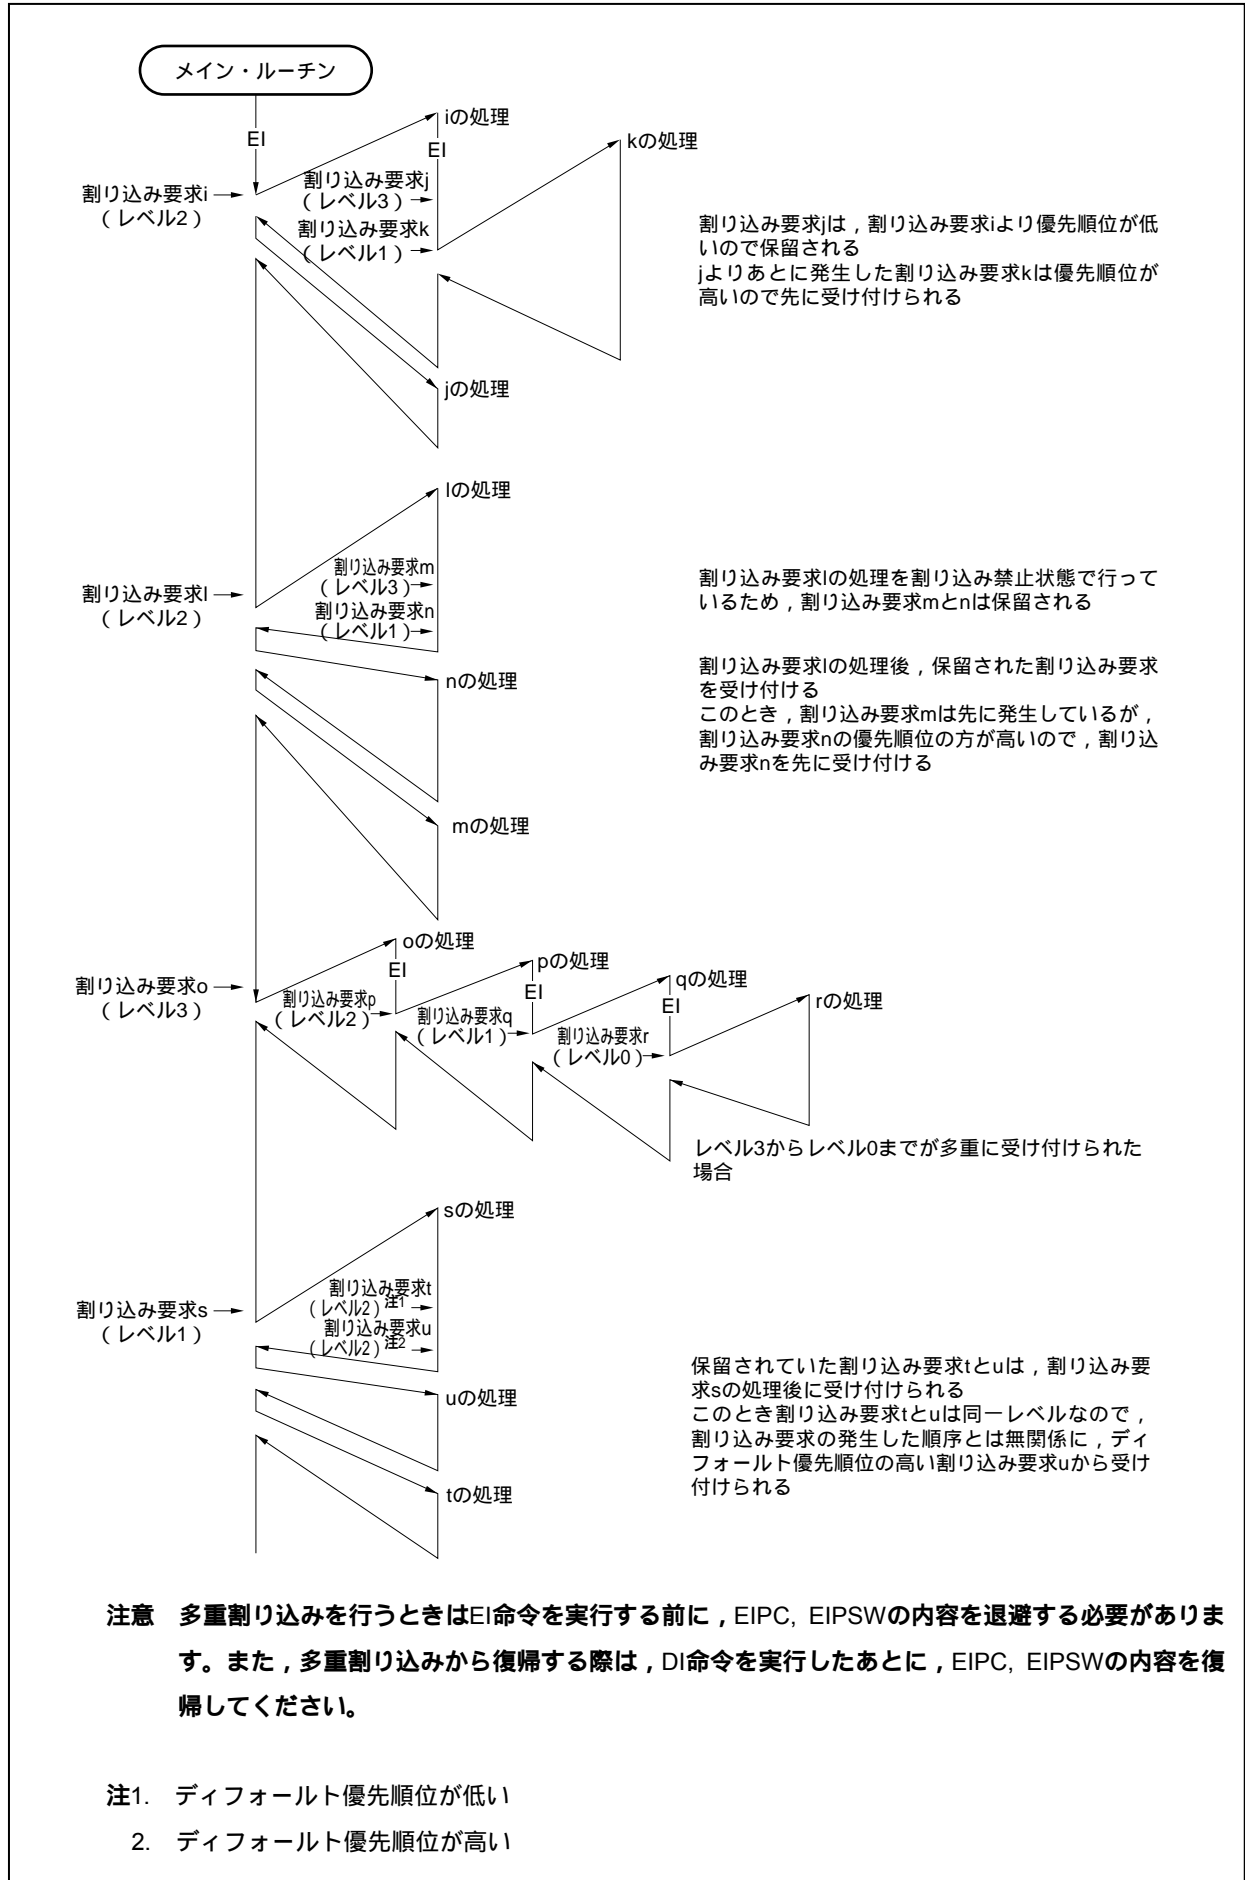 メイン・ルーチン
EI
iの処理
EI
kの処理
割り込み要求i
（レベル2）
割り込み要求j
（レベル3）
割り込み要求k
（レベル1）
割り込み要求jは，割り込み要求iより優先順位が低
いので保留される
jよりあとに発生した割り込み要求kは優先順位が
高いので先に受け付けられる
jの処理
lの処理
割り込み要求l
（レベル2）
割り込み要求m
（レベル3）
割り込み要求n
（レベル1）
割り込み要求lの処理を割り込み禁止状態で行って
いるため，割り込み要求mとnは保留される
nの処理
割り込み要求lの処理後，保留された割り込み要求
を受け付ける
このとき，割り込み要求mは先に発生しているが，
割り込み要求nの優先順位の方が高いので，割り込
み要求nを先に受け付ける
mの処理
oの処理
EI
pの処理
EI
qの処理
EI
rの処理
割り込み要求o
（レベル3）
割り込み要求p
（レベル2）
割り込み要求q
（レベル1）
割り込み要求r
（レベル0）
レベル3からレベル0までが多重に受け付けられた
場合
sの処理
割り込み要求s
（レベル1）
割り込み要求t
（レベル2）注1
割り込み要求u
（レベル2）注2
uの処理
保留されていた割り込み要求tとuは，割り込み要
求sの処理後に受け付けられる
このとき割り込み要求tとuは同一レベルなので，
割り込み要求の発生した順序とは無関係に，ディ
フォールト優先順位の高い割り込み要求uから受け
付けられる
tの処理
注意　多重割り込みを行うときはEI命令を実行する前に，EIPC, EIPSWの内容を退避する必要がありま
す。また，多重割り込みから復帰する際は，DI命令を実行したあとに，EIPC, EIPSWの内容を復
帰してください。
注1.　ディフォールト優先順位が低い
2.　ディフォールト優先順位が高い